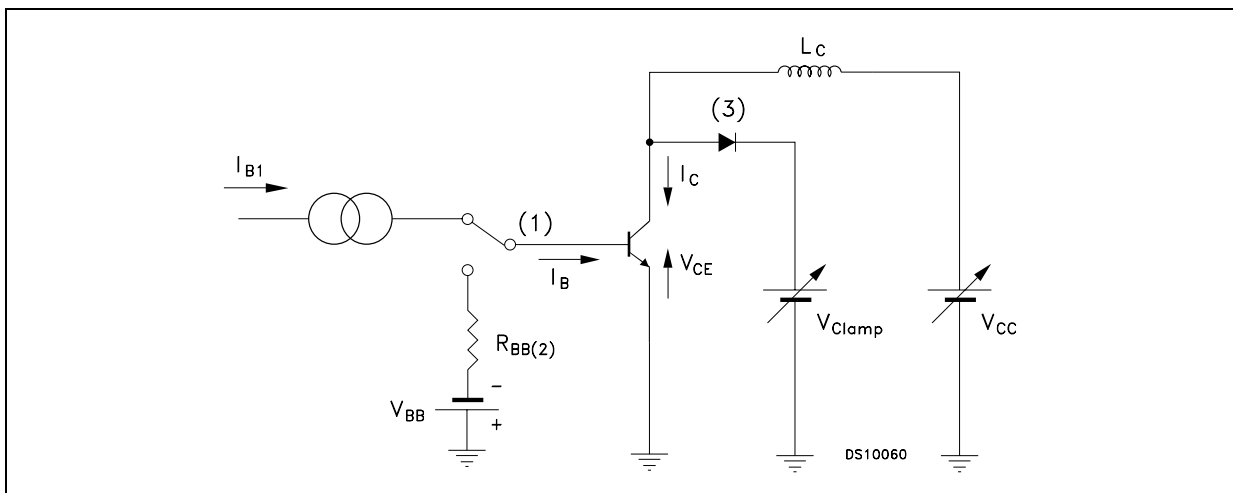 L_C
(3)
I_B1
I_C
(1)
I_B
V_CE
V_Clamp
V_CC
R_BB(2)
-
V_BB
+
DS10060